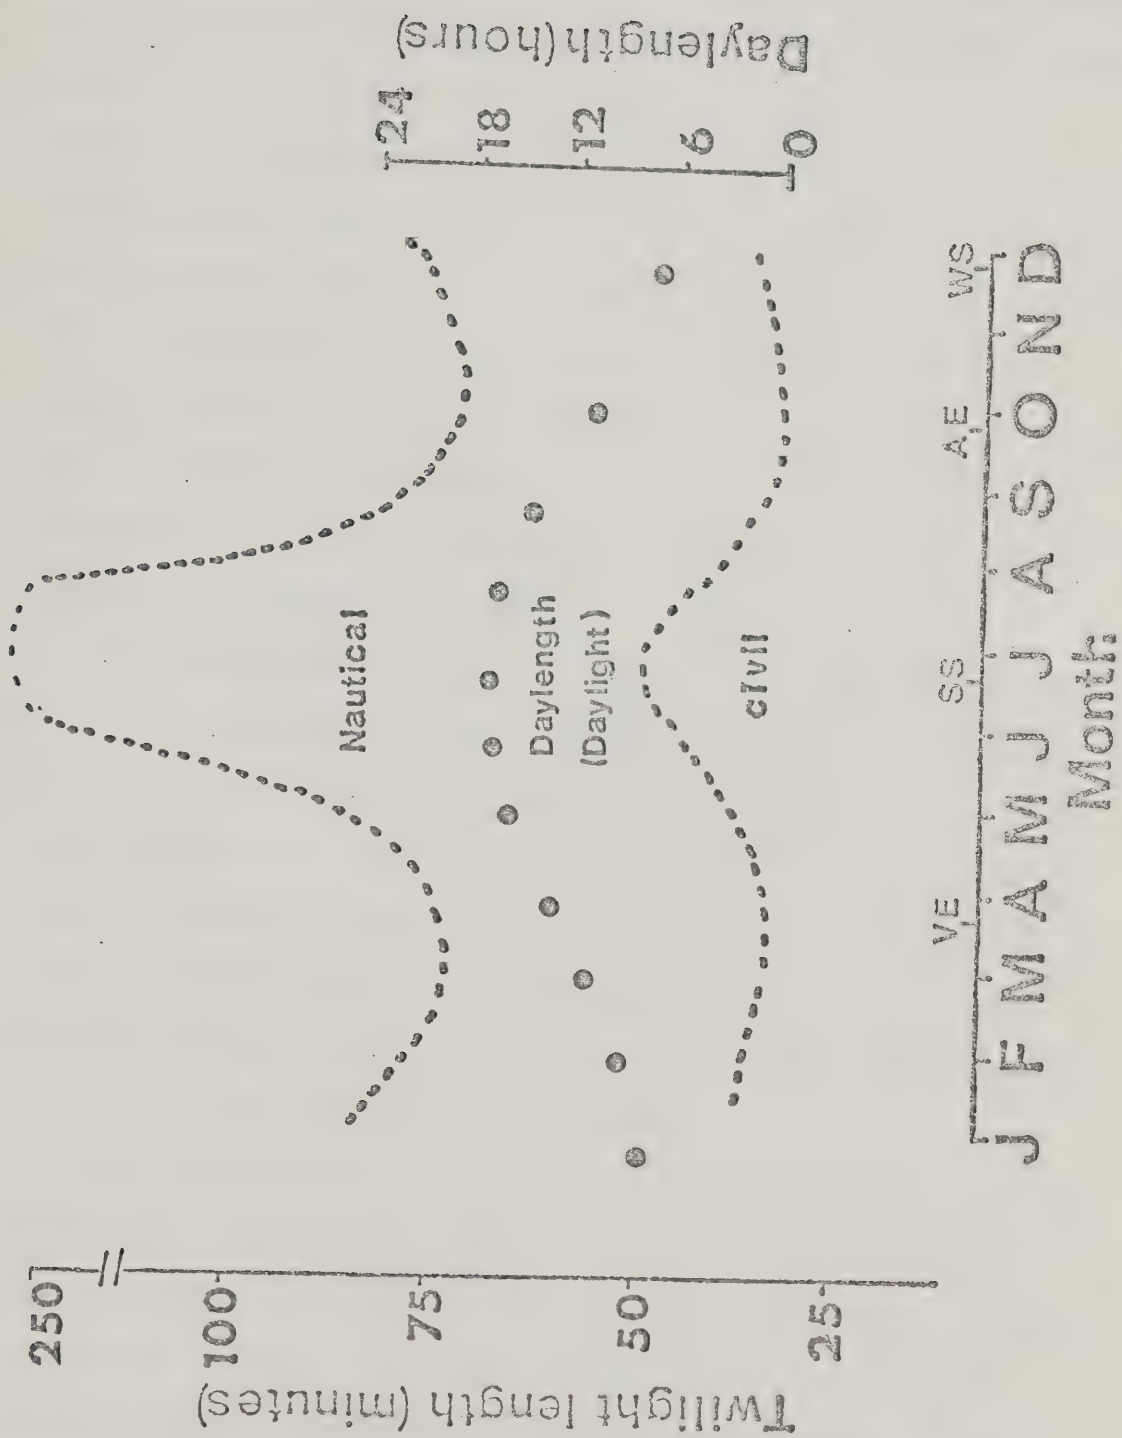 Daylength (hours)
24
18
12
6
0
Nautical
Daylength
(Daylight)
civil
VE
SS
AE
WS
J F M A M J J A S O N D
Month
250
100
75
50
25
Twilight length (minutes)